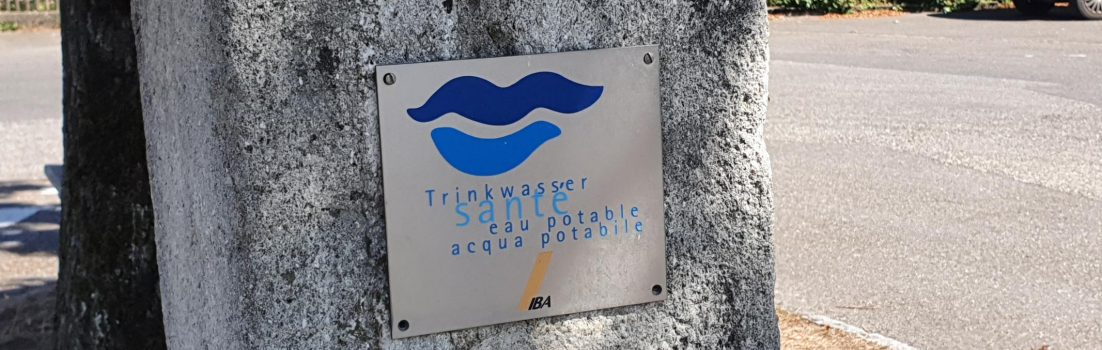 Trinkwasser
santé
eau potable
acqua potabile
IBA